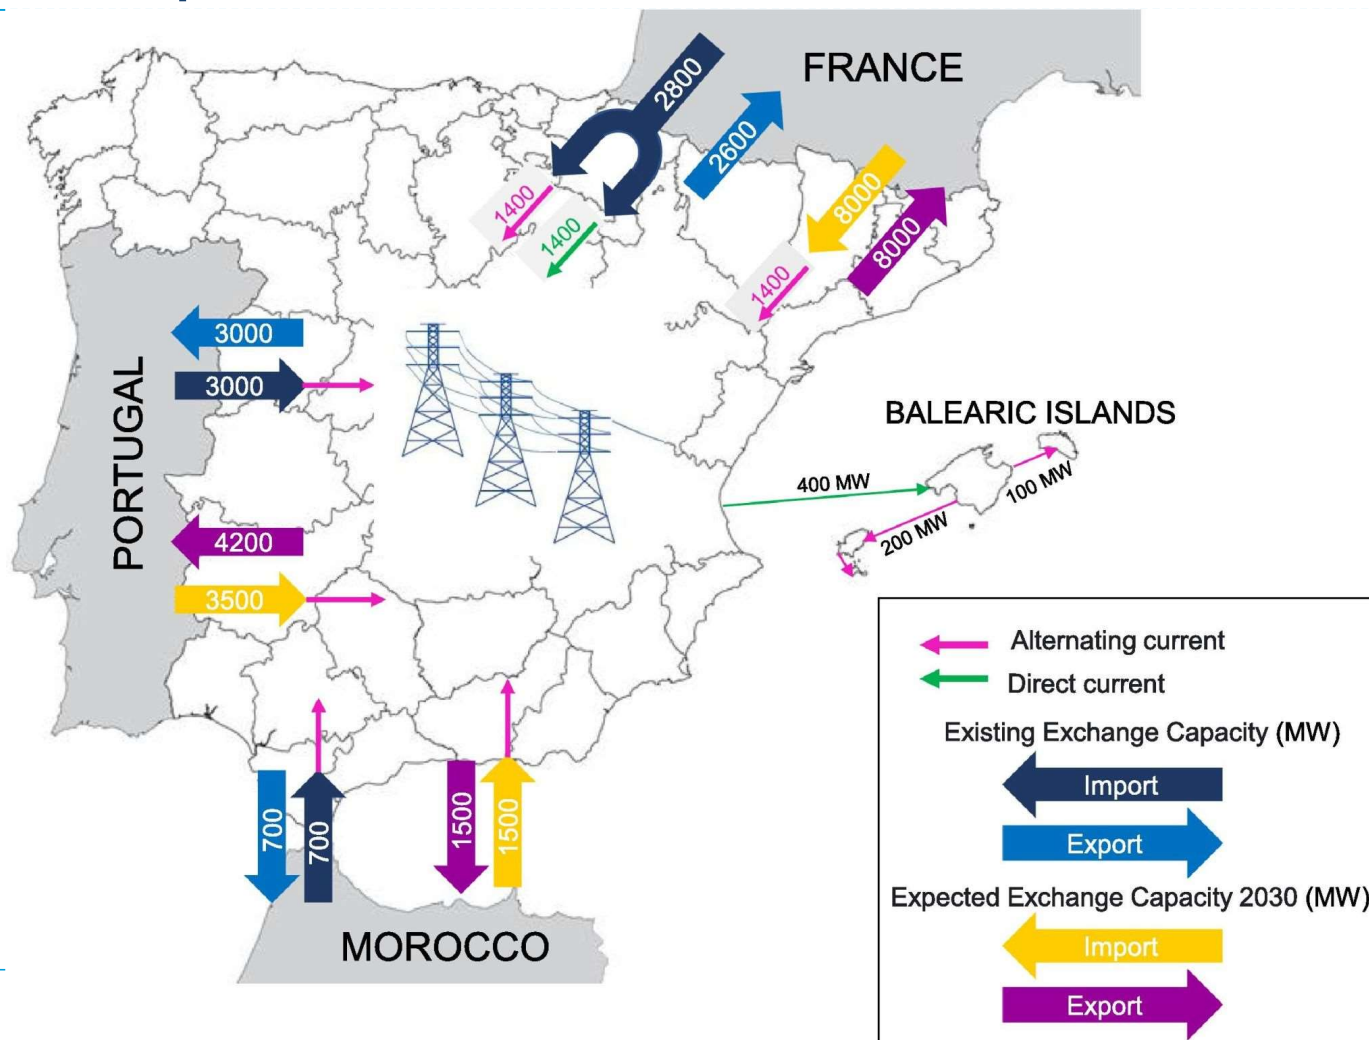 FRANCE
2800
2600
1400
1400
8000
8000
1400
3000
3000
PORTUGAL
BALEARIC ISLANDS
400 MW
100 MW
200 MW
4200
3500
Alternating current
Direct current
Existing Exchange Capacity (MW)
Import
Export
Expected Exchange Capacity 2030 (MW)
Import
Export
700
700
1500
1500
MOROCCO